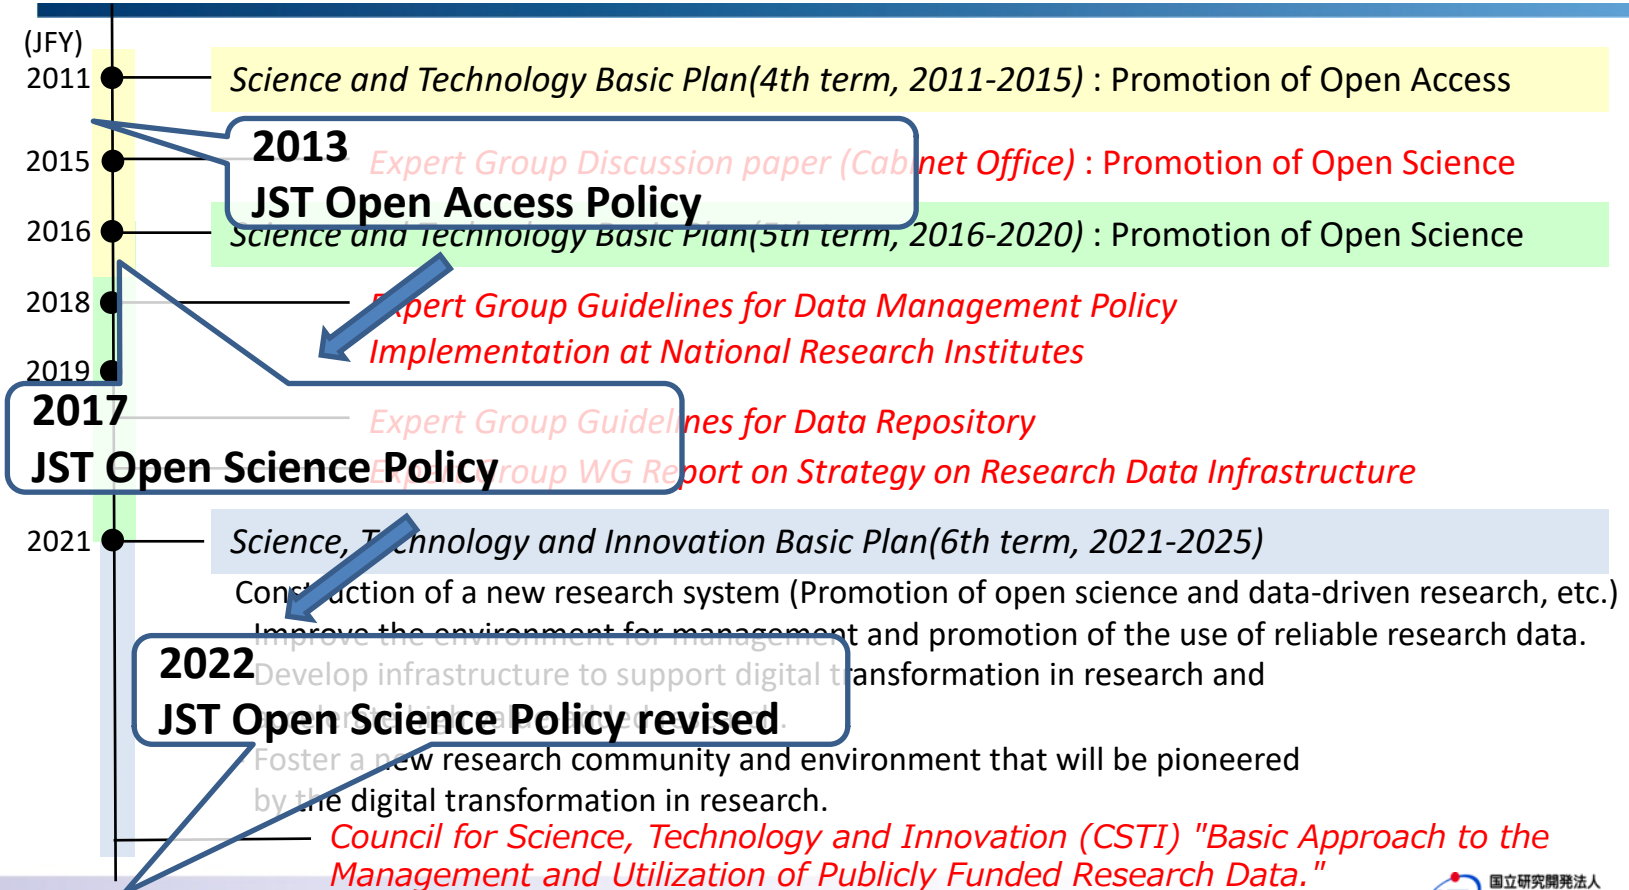 (JFY)
2011
Science and Technology Basic Plan(4th term, 2011-2015) : Promotion of Open Access
2013
JST Open Access Policy
2015
Expert Group Discussion paper (Cabinet Office) : Promotion of Open Science
2016
Science and Technology Basic Plan(5th term, 2016-2020) : Promotion of Open Science
2018
Expert Group Guidelines for Data Management Policy
Implementation at National Research Institutes
2019
2017
JST Open Science Policy
Expert Group Guidelines for Data Repository
Expert Group WG Report on Strategy on Research Data Infrastructure
2021
Science, Technology and Innovation Basic Plan(6th term, 2021-2025)
Construction of a new research system (Promotion of open science and data-driven research, etc.)
Improve the environment for management and promotion of the use of reliable research data.
2022
JST Open Science Policy revised
Develop infrastructure to support digital transformation in research and
accelerate high value-added research.
Foster a new research community and environment that will be pioneered
by the digital transformation in research.
Council for Science, Technology and Innovation (CSTI) "Basic Approach to the
Management and Utilization of Publicly Funded Research Data."
国立研究開発法人